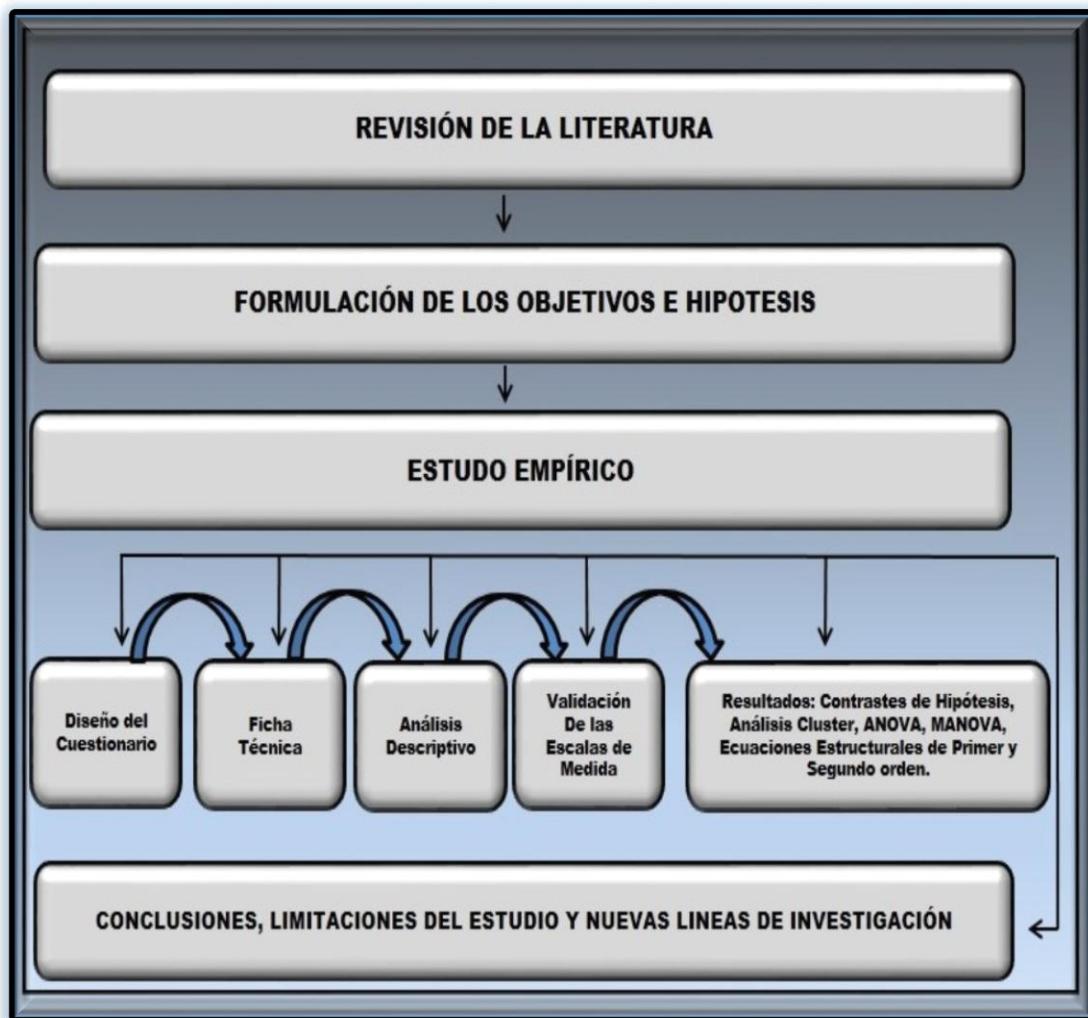 REVISIÓN DE LA LITERATURA
FORMULACIÓN DE LOS OBJETIVOS E HIPOTESIS
ESTUDO EMPÍRICO
Diseño del
Cuestionario
Ficha
Técnica
Análisis
Descriptivo
Validación
De las
Escalas de
Medida
Resultados: Contrastes de Hipótesis,
Análisis Cluster, ANOVA, MANOVA,
Ecuaciones Estructurales de Primer y
Segundo orden.
CONCLUSIONES, LIMITACIONES DEL ESTUDIO Y NUEVAS LINEAS DE INVESTIGACIÓN